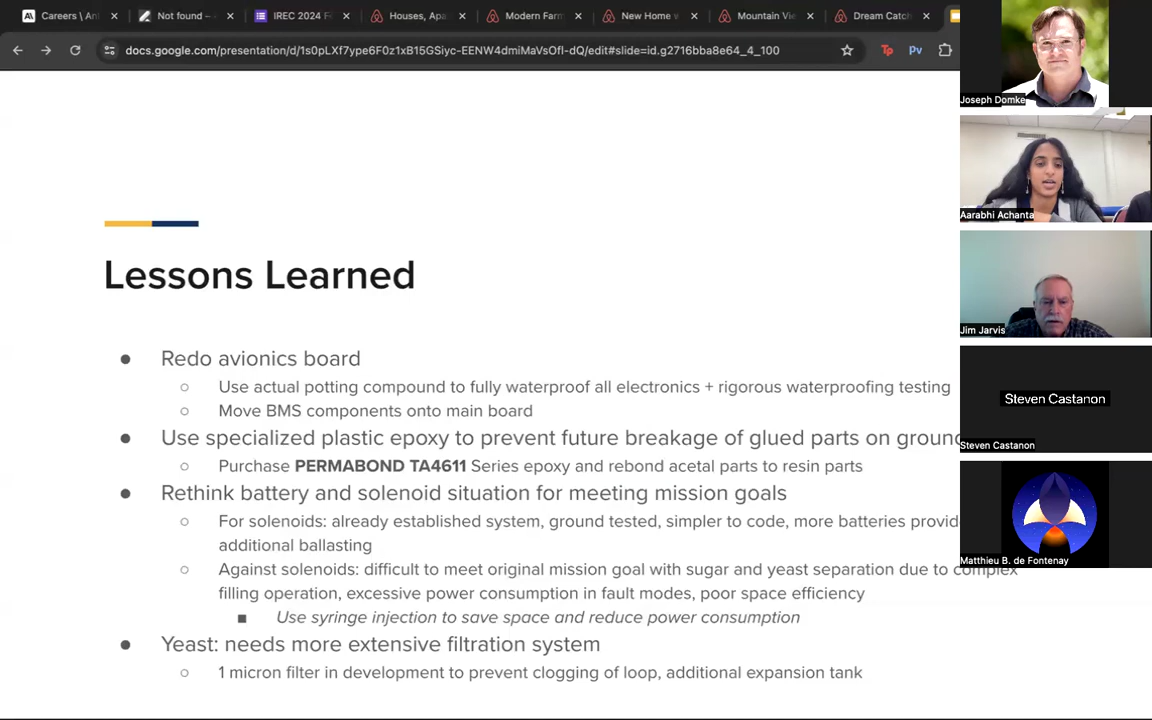 Careers \ An
Not found –
IREC 2024 F
Houses, Apa
Modern Farm
New Home w
Mountain Vie
Dream Catch
docs.google.com/presentation/d/1s0pLXf7ype6F0z1xB15GSiyc-EENW4dmiMaVsOfI-dQ/edit#slide=id.g2716bba8e64_4_100
Tp
pv
Joseph Domke
Aarabhi Achanta
Jim Jarvis
Steven Castanon
Steven Castanon
Matthieu B. de Fontenay
Lessons Learned
● Redo avionics board
○ Use actual potting compound to fully waterproof all electronics + rigorous waterproofing testing
○ Move BMS components onto main board
● Use specialized plastic epoxy to prevent future breakage of glued parts on ground
○ Purchase PERMABOND TA4611 Series epoxy and rebond acetal parts to resin parts
● Rethink battery and solenoid situation for meeting mission goals
○ For solenoids: already established system, ground tested, simpler to code, more batteries provide
additional ballasting
○ Against solenoids: difficult to meet original mission goal with sugar and yeast separation due to complex
filling operation, excessive power consumption in fault modes, poor space efficiency
■ Use syringe injection to save space and reduce power consumption
● Yeast: needs more extensive filtration system
○ 1 micron filter in development to prevent clogging of loop, additional expansion tank